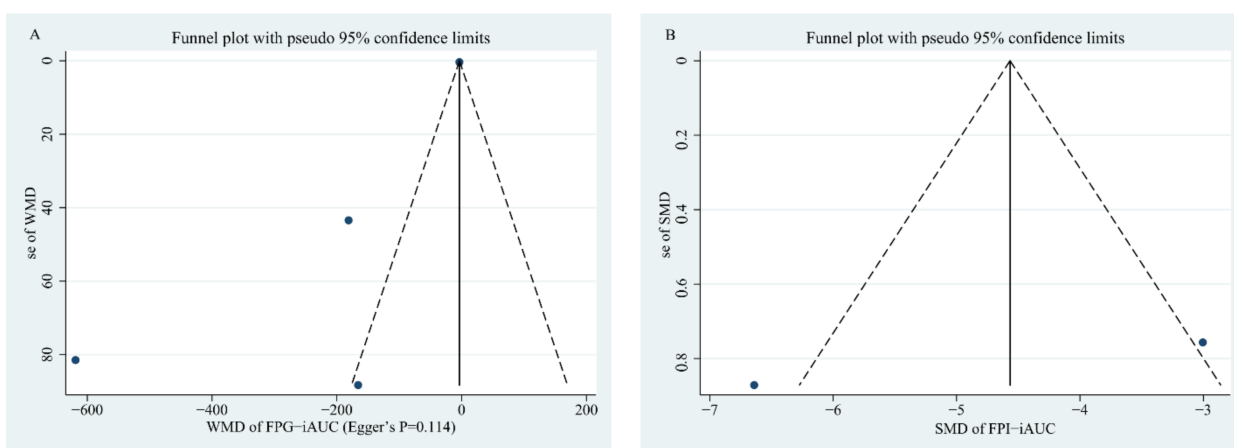 A
Funnel plot with pseudo 95% confidence limits
se of WMD
0
20
40
60
80
−600
−400
−200
0
200
WMD of FPG−iAUC (Egger’s P=0.114)
B
Funnel plot with pseudo 95% confidence limits
se of SMD
0
0.2
0.4
0.6
0.8
−7
−6
−5
−4
−3
SMD of FPI−iAUC